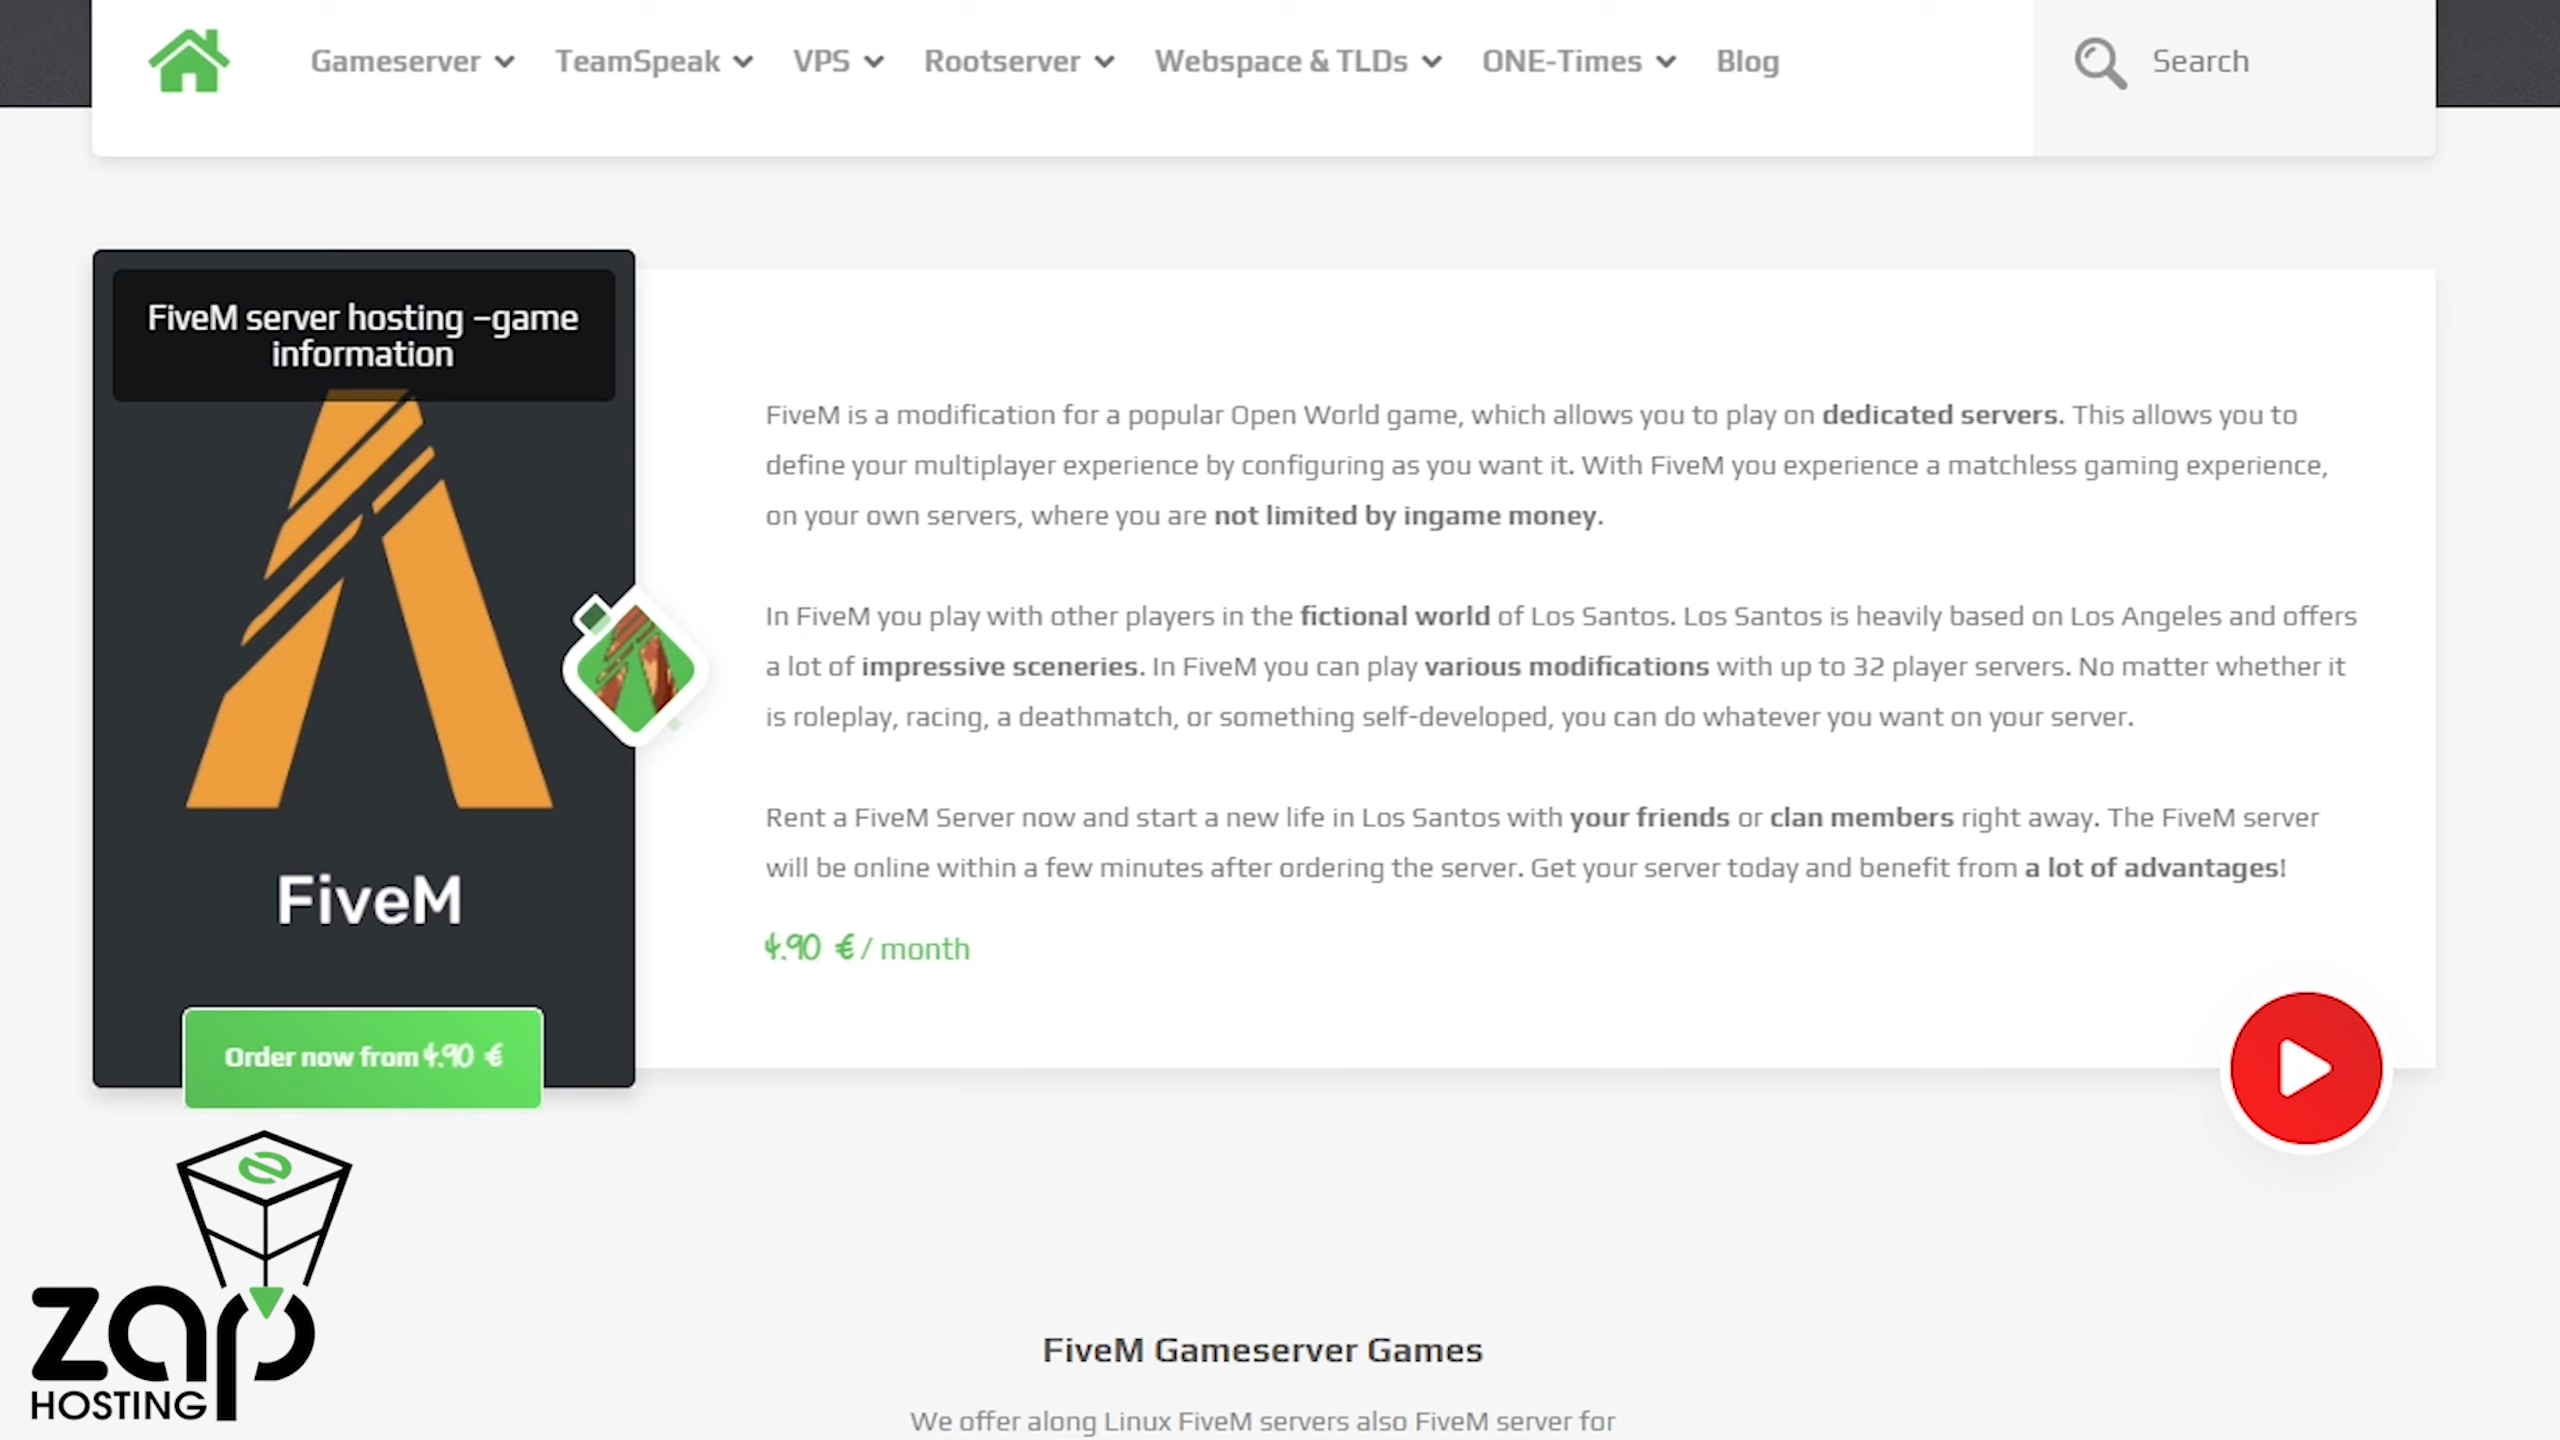 Gameserver TeamSpeak VPS Rootserver Webspace & TLDs ONE-Times Blog Search
FiveM server hosting –game
information
FiveM
Order now from 4.90 €
FiveM is a modification for a popular Open World game, which allows you to play on dedicated servers. This allows you to
define your multiplayer experience by configuring as you want it. With FiveM you experience a matchless gaming experience,
on your own servers, where you are not limited by ingame money.
In FiveM you play with other players in the fictional world of Los Santos. Los Santos is heavily based on Los Angeles and offers
a lot of impressive sceneries. In FiveM you can play various modifications with up to 32 player servers. No matter whether it
is roleplay, racing, a deathmatch, or something self-developed, you can do whatever you want on your server.
Rent a FiveM Server now and start a new life in Los Santos with your friends or clan members right away. The FiveM server
will be online within a few minutes after ordering the server. Get your server today and benefit from a lot of advantages!
4.90 € / month
zap
HOSTING
FiveM Gameserver Games
We offer along Linux FiveM servers also FiveM server for